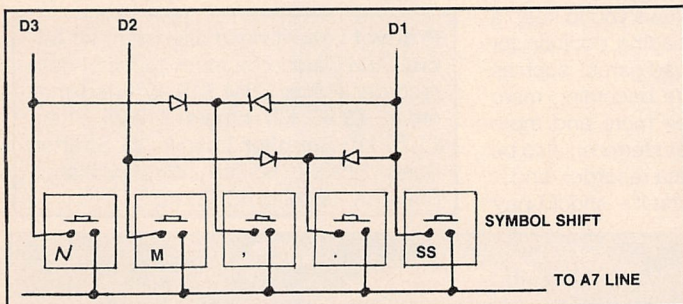 D3 D2 D1
SYMBOL SHIFT
N M , . SS
TO A7 LINE